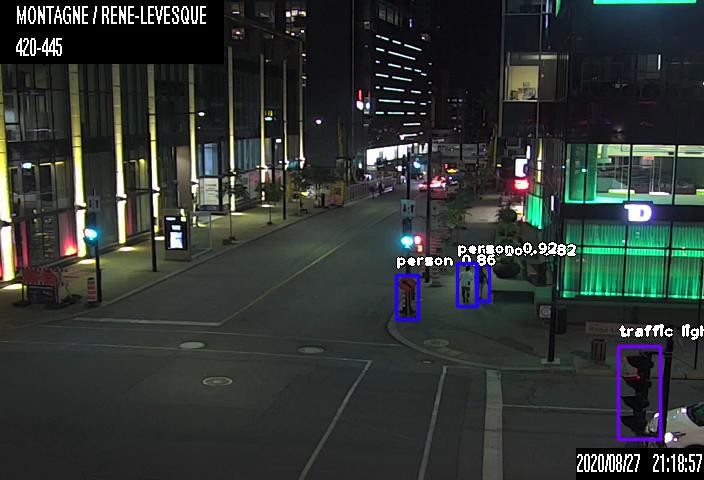 MONTAGNE / RENE-LEVESQUE
420-445
person 0.92
person 0.86
TD
traffic ligh
2020/08/27 21:18:57